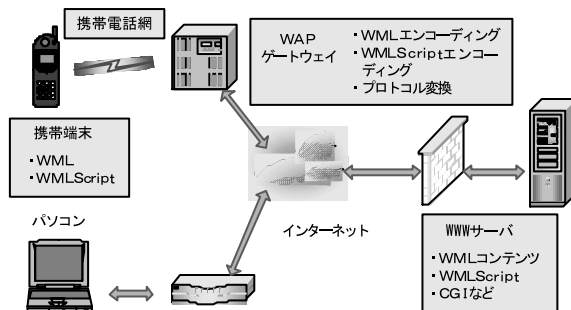 携帯電話網
WAP
ゲートウェイ
・WMLエンコーディング
・WMLScriptエンコー
ディング
・プロトコル変換
携帯端末
・WML
・WMLScript
パソコン
インターネット
WWWサーバ
・WMLコンテンツ
・WMLScript
・CGIなど